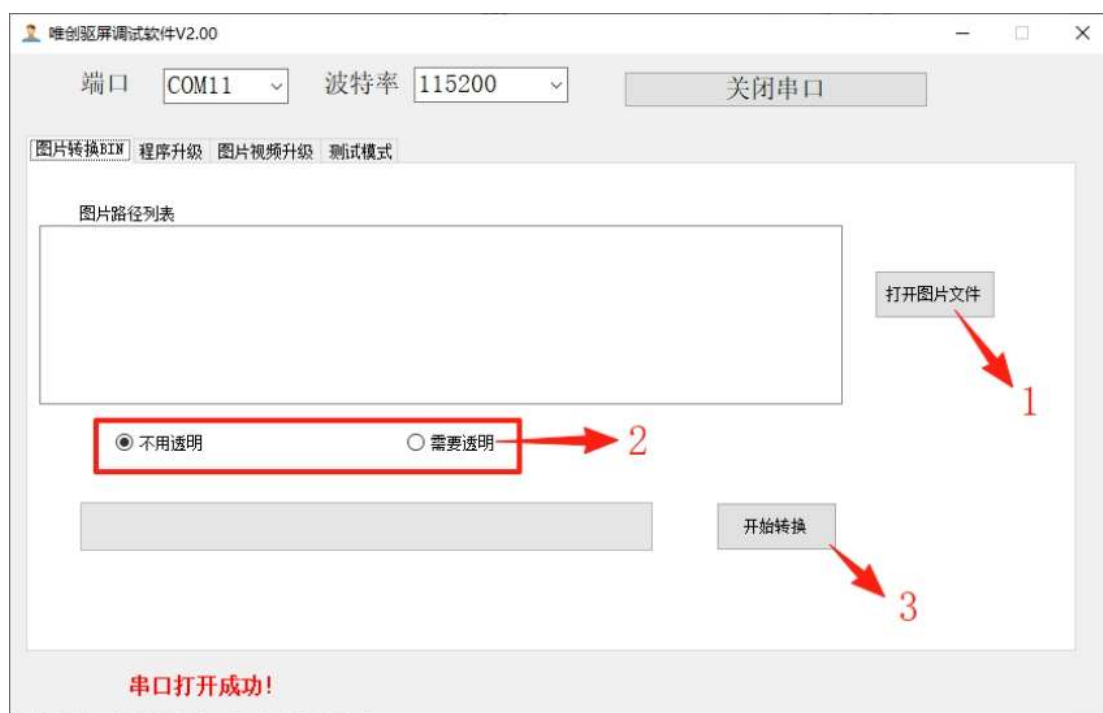 唯创驱屏调试软件V2.00
端口 COM11 波特率 115200 关闭串口
图片转换BIN 程序升级 图片视频升级 测试模式
图片路径列表
打开图片文件
1
不用透明 需要透明 2
开始转换
3
串口打开成功!